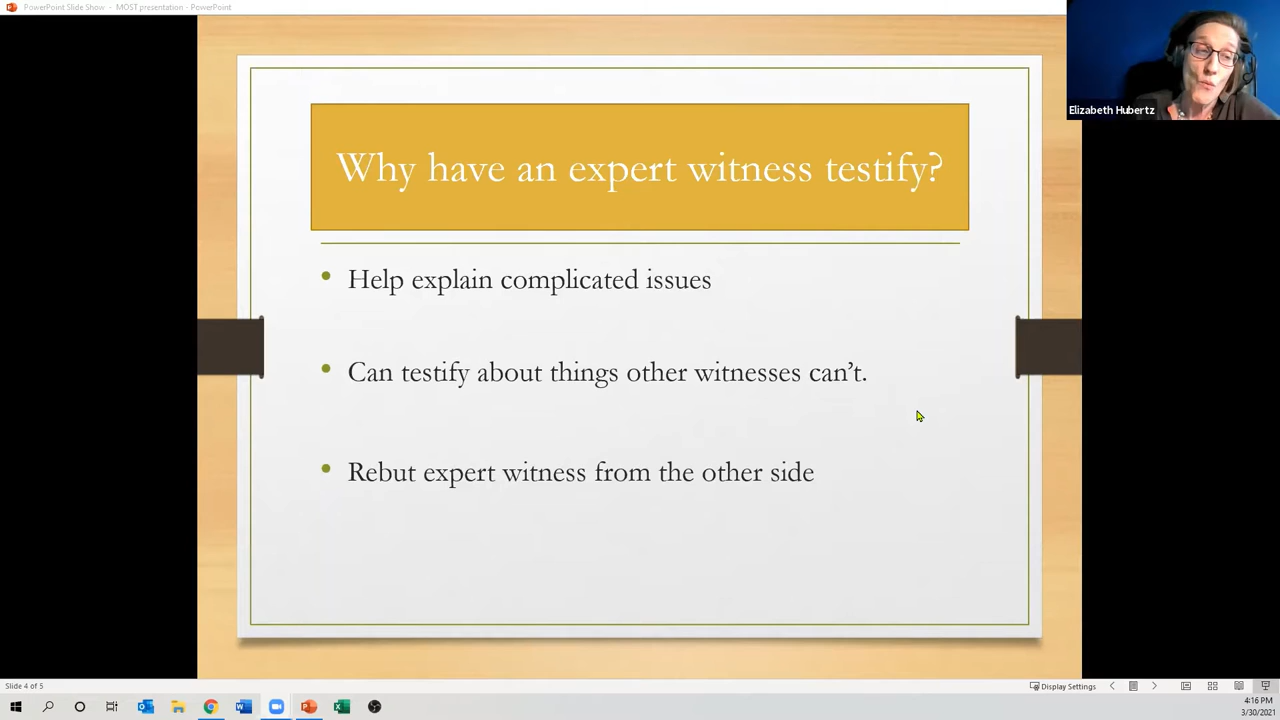 PowerPoint Slide Show - MOST presentation - PowerPoint
Elizabeth Hubertz
Why have an expert witness testify?
Help explain complicated issues
Can testify about things other witnesses can’t.
Rebut expert witness from the other side
Slide 4 of 5
Display Settings
4:16 PM
3/30/2021